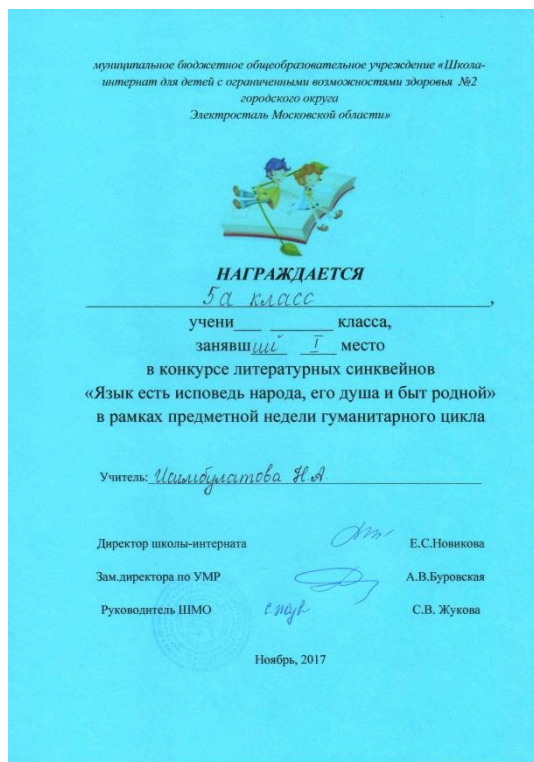 муниципальное бюджетное общеобразовательное учреждение «Школа-
интернат для детей с ограниченными возможностями здоровья №2
городского округа
Электросталь Московской области»
НАГРАЖДАЕТСЯ
5а класс,
учени___ _______ класса,
занявший I место
в конкурсе литературных синквейнов
«Язык есть исповедь народа, его душа и быт родной»
в рамках предметной недели гуманитарного цикла
Учитель: Исимбулатова Н.А.
Директор школы-интерната Е.С.Новикова
Зам.директора по УМР А.В.Буровская
Руководитель ШМО С.В. Жукова
Ноябрь, 2017